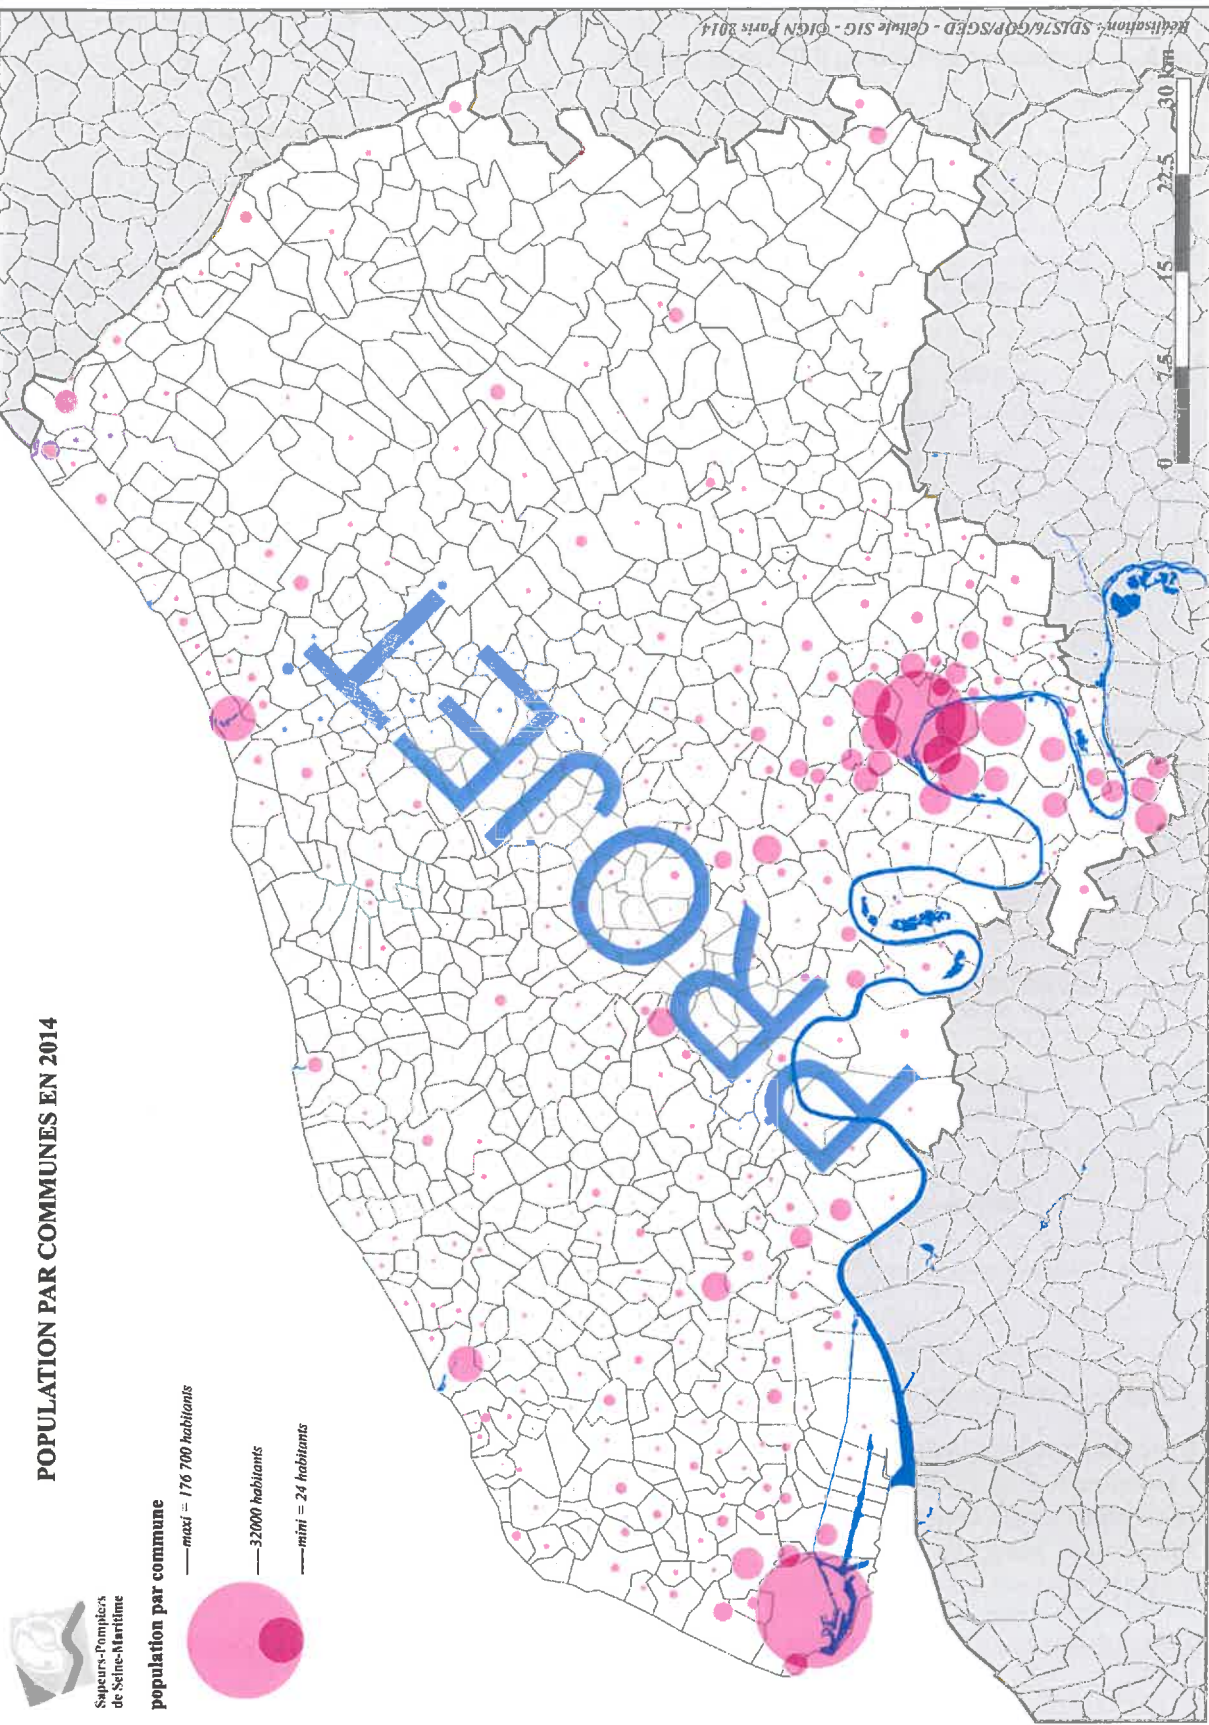 POPULATION PAR COMMUNES EN 2014
Sapeurs-Pompiers
de Seine-Maritime
population par commune
maxi = 176 700 habitants
32000 habitants
mini = 24 habitants
PROJET
0 7.5 15 22.5 30 km
Réalisation : SDIS76/GOP/SGED - Cellule SIG - ©IGN Paris 2014